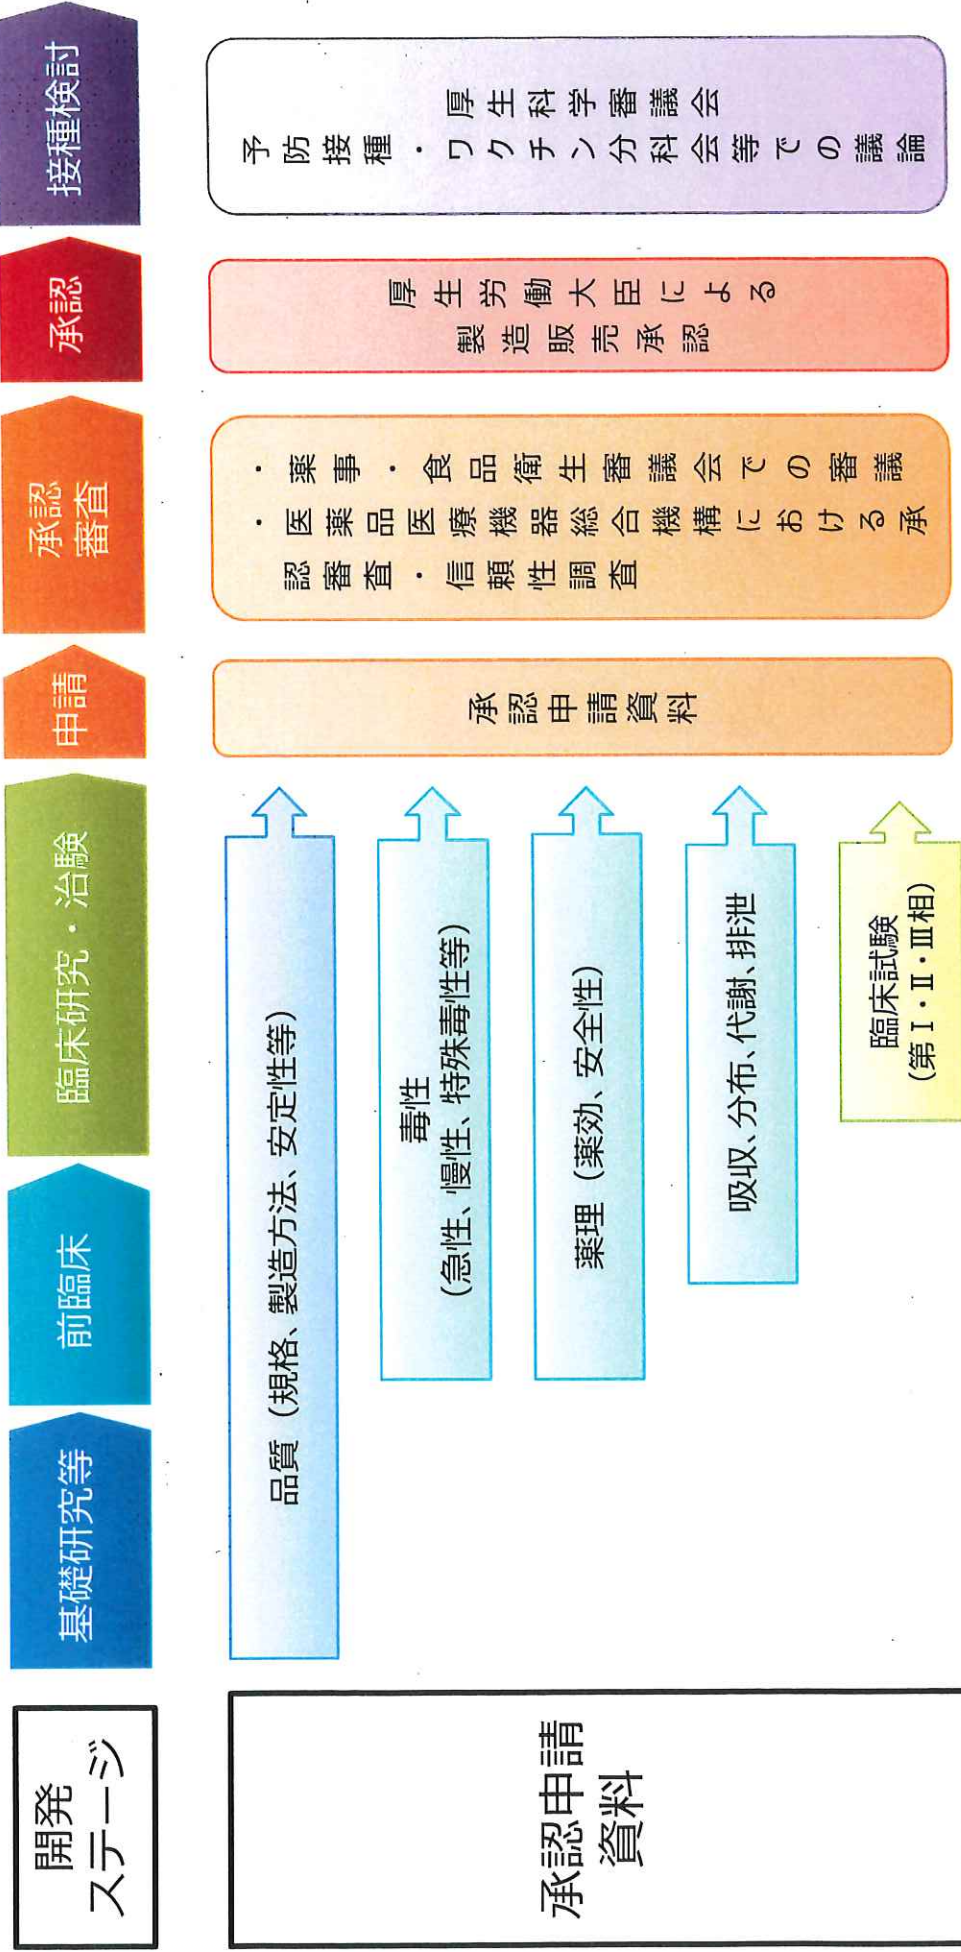 開発
ステージ
基礎研究等
前臨床
臨床研究・治験
申請
承認
審査
承認
接種検討
承認申請
資料
品質（規格、製造方法、安定性等）
毒性
（急性、慢性、特殊毒性等）
薬理（薬効、安全性）
吸収、分布、代謝、排泄
臨床試験
（第Ⅰ・Ⅱ・Ⅲ相）
承認申請資料
・薬事・食品衛生審議会での審議
・医薬品医療機器総合機構における承
認審査・信頼性調査
厚生労働大臣による
製造販売承認
厚生科学審議会
予防接種・ワクチン分科会等での議論